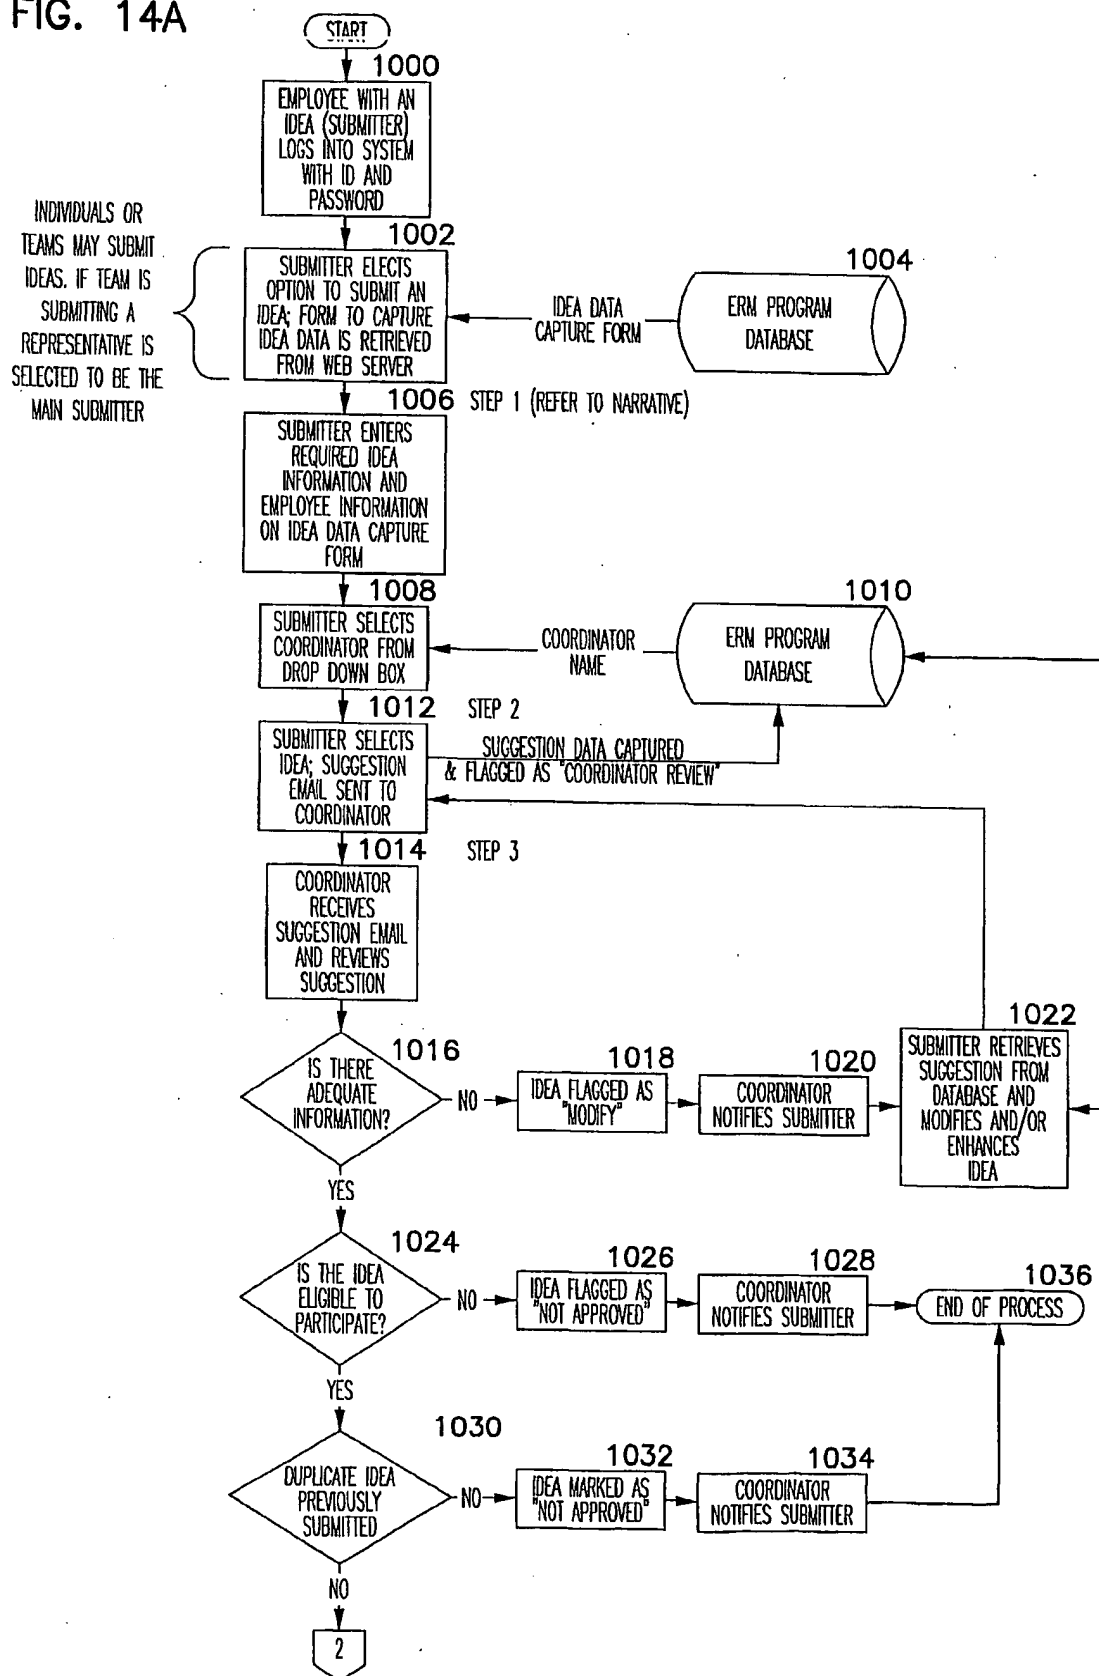 FIG. 14A
START
1000
EMPLOYEE WITH AN
IDEA (SUBMITTER)
LOGS INTO SYSTEM
WITH ID AND
PASSWORD
INDIVIDUALS OR
TEAMS MAY SUBMIT
IDEAS. IF TEAM IS
SUBMITTING A
REPRESENTATIVE IS
SELECTED TO BE THE
MAIN SUBMITTER
1002
SUBMITTER ELECTS
OPTION TO SUBMIT AN
IDEA; FORM TO CAPTURE
IDEA DATA IS RETRIEVED
FROM WEB SERVER
IDEA DATA
CAPTURE FORM
1004
ERM PROGRAM
DATABASE
1006 STEP 1 (REFER TO NARRATIVE)
SUBMITTER ENTERS
REQUIRED IDEA
INFORMATION AND
EMPLOYEE INFORMATION
ON IDEA DATA CAPTURE
FORM
1008
SUBMITTER SELECTS
COORDINATOR FROM
DROP DOWN BOX
COORDINATOR
NAME
1010
ERM PROGRAM
DATABASE
1012 STEP 2
SUBMITTER SELECTS
IDEA; SUGGESTION
EMAIL SENT TO
COORDINATOR
SUGGESTION DATA CAPTURED
& FLAGGED AS "COORDINATOR REVIEW"
1014 STEP 3
COORDINATOR
RECEIVES
SUGGESTION EMAIL
AND REVIEWS
SUGGESTION
1016
IS THERE
ADEQUATE
INFORMATION?
NO
1018
IDEA FLAGGED AS
"MODIFY"
1020
COORDINATOR
NOTIFIES SUBMITTER
1022
SUBMITTER RETRIEVES
SUGGESTION FROM
DATABASE AND
MODIFIES AND/OR
ENHANCES
IDEA
YES
1024
IS THE IDEA
ELIGIBLE TO
PARTICIPATE?
NO
1026
IDEA FLAGGED AS
"NOT APPROVED"
1028
COORDINATOR
NOTIFIES SUBMITTER
1036
END OF PROCESS
YES
1030
DUPLICATE IDEA
PREVIOUSLY
SUBMITTED
NO
1032
IDEA MARKED AS
"NOT APPROVED"
1034
COORDINATOR
NOTIFIES SUBMITTER
NO
2